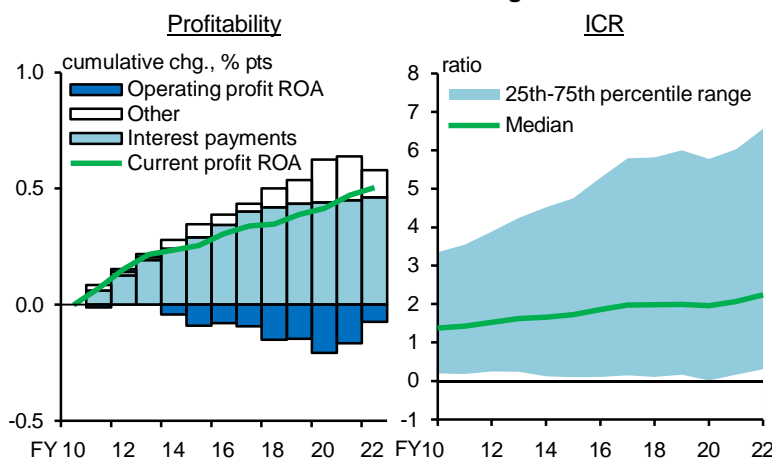 Profitability
cumulative chg., % pts
1.0
Operating profit ROA
Other
Interest payments
Current profit ROA
0.5
0.0
-0.5
FY 10 12 14 16 18 20 22
ICR
ratio
8
25th-75th percentile range
7
Median
6
5
4
3
2
1
0
-1
FY10 12 14 16 18 20 22